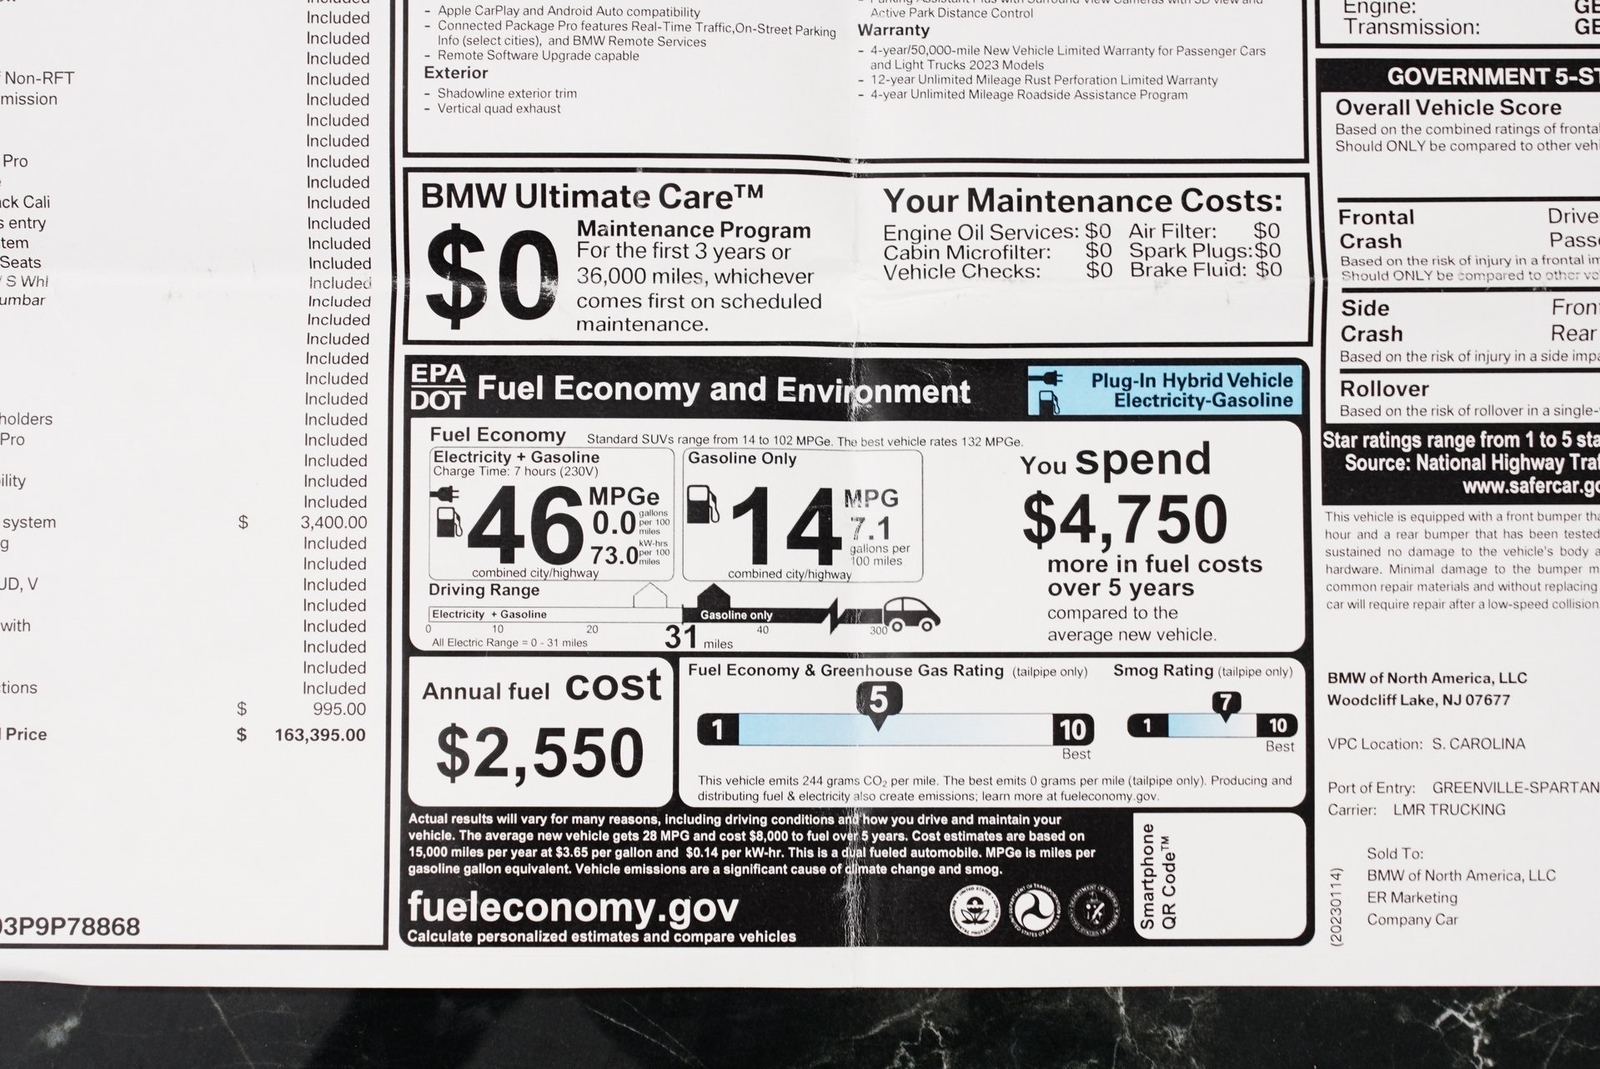 Included
Included
Included
Non-RFT Included
mission Included
Included
Included
Pro Included
Included
ck Cali Included
s entry Included
tem Included
Seats Included
S Whl Included
umbar Included
Included
Included
Included
Included
Included
holders Included
Pro Included
Included
ility Included
Included
system $ 3,400.00
g Included
Included
UD, V Included
Included
with Included
Included
Included
ctions Included
$ 995.00
Price $ 163,395.00
03P9P78868
- Apple CarPlay and Android Auto compatibility
- Connected Package Pro features Real-Time Traffic,On-Street Parking
Info (select cities), and BMW Remote Services
- Remote Software Upgrade capable
Exterior
- Shadowline exterior trim
- Vertical quad exhaust
Active Park Distance Control
Warranty
- 4-year/50,000-mile New Vehicle Limited Warranty for Passenger Cars
and Light Trucks 2023 Models
- 12-year Unlimited Mileage Rust Perforation Limited Warranty
- 4-year Unlimited Mileage Roadside Assistance Program
BMW Ultimate Care™
$0
Maintenance Program
For the first 3 years or
36,000 miles, whichever
comes first on scheduled
maintenance.
Your Maintenance Costs:
Engine Oil Services: $0 Air Filter: $0
Cabin Microfilter: $0 Spark Plugs:$0
Vehicle Checks: $0 Brake Fluid: $0
EPA
DOT
Fuel Economy and Environment
Plug-In Hybrid Vehicle
Electricity-Gasoline
Fuel Economy Standard SUVs range from 14 to 102 MPGe. The best vehicle rates 132 MPGe.
Electricity + Gasoline
Charge Time: 7 hours (230V)
46 MPGe
0.0 gallons per 100 miles
73.0 kW-hrs per 100 miles
combined city/highway
Gasoline Only
14 MPG
7.1
gallons per
100 miles
combined city/highway
You spend
$4,750
more in fuel costs
over 5 years
compared to the
average new vehicle.
Driving Range
Electricity + Gasoline Gasoline only
0 10 20 31 miles 40 300
All Electric Range = 0 - 31 miles
Annual fuel cost
$2,550
Fuel Economy & Greenhouse Gas Rating (tailpipe only)
5
1 10
Best
Smog Rating (tailpipe only)
7
1 10
Best
This vehicle emits 244 grams CO₂ per mile. The best emits 0 grams per mile (tailpipe only). Producing and
distributing fuel & electricity also create emissions; learn more at fueleconomy.gov.
Actual results will vary for many reasons, including driving conditions and how you drive and maintain your
vehicle. The average new vehicle gets 28 MPG and cost $8,000 to fuel over 5 years. Cost estimates are based on
15,000 miles per year at $3.65 per gallon and $0.14 per kW-hr. This is a dual fueled automobile. MPGe is miles per
gasoline gallon equivalent. Vehicle emissions are a significant cause of climate change and smog.
fueleconomy.gov
Calculate personalized estimates and compare vehicles
Smartphone
QR Code™
Engine: GE
Transmission: GE
GOVERNMENT 5-ST
Overall Vehicle Score
Based on the combined ratings of fronta
Should ONLY be compared to other vehi
Frontal Drive
Crash Passe
Based on the risk of injury in a frontal im
Should ONLY be compared to other ve
Side Fron
Crash Rear
Based on the risk of injury in a side impa
Rollover
Based on the risk of rollover in a single-
Star ratings range from 1 to 5 sta
Source: National Highway Traf
www.safercar.go
This vehicle is equipped with a front bumper tha
hour and a rear bumper that has been tested
sustained no damage to the vehicle's body a
hardware. Minimal damage to the bumper m
common repair materials and without replacing
car will require repair after a low-speed collision
BMW of North America, LLC
Woodcliff Lake, NJ 07677
VPC Location: S. CAROLINA
Port of Entry: GREENVILLE-SPARTAN
Carrier: LMR TRUCKING
Sold To:
BMW of North America, LLC
ER Marketing
Company Car
(20230114)